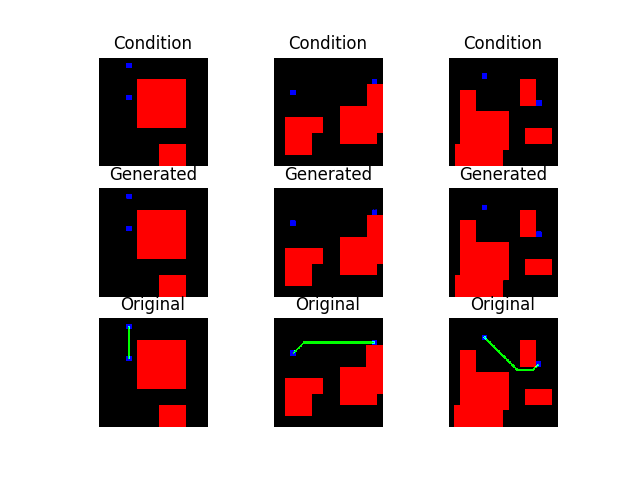 Condition Condition Condition
Generated Generated Generated
Original Original Original